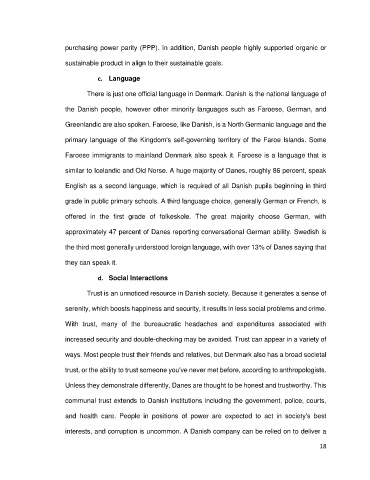 purchasing power parity (PPP). In addition, Danish people highly supported organic or
sustainable product in align to their sustainable goals.
c. Language
There is just one official language in Denmark. Danish is the national language of
the Danish people, however other minority languages such as Faroese, German, and
Greenlandic are also spoken. Faroese, like Danish, is a North Germanic language and the
primary language of the Kingdom's self-governing territory of the Faroe Islands. Some
Faroese immigrants to mainland Denmark also speak it. Faroese is a language that is
similar to Icelandic and Old Norse. A huge majority of Danes, roughly 86 percent, speak
English as a second language, which is required of all Danish pupils beginning in third
grade in public primary schools. A third language choice, generally German or French, is
offered in the first grade of folkeskole. The great majority choose German, with
approximately 47 percent of Danes reporting conversational German ability. Swedish is
the third most generally understood foreign language, with over 13% of Danes saying that
they can speak it.
d. Social Interactions
Trust is an unnoticed resource in Danish society. Because it generates a sense of
serenity, which boosts happiness and security, it results in less social problems and crime.
With trust, many of the bureaucratic headaches and expenditures associated with
increased security and double-checking may be avoided. Trust can appear in a variety of
ways. Most people trust their friends and relatives, but Denmark also has a broad societal
trust, or the ability to trust someone you've never met before, according to anthropologists.
Unless they demonstrate differently, Danes are thought to be honest and trustworthy. This
communal trust extends to Danish institutions including the government, police, courts,
and health care. People in positions of power are expected to act in society's best
interests, and corruption is uncommon. A Danish company can be relied on to deliver a
18